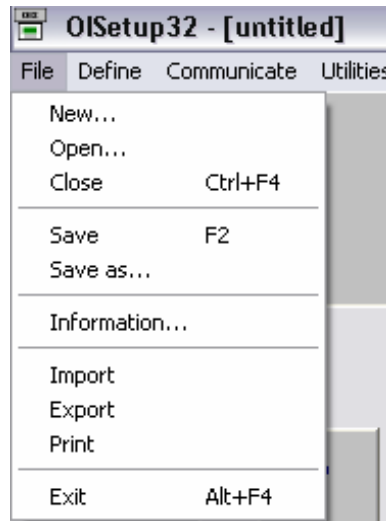 OISetup32 - [untitled]
File Define Communicate Utilities
New...
Open...
Close Ctrl+F4
Save F2
Save as...
Information...
Import
Export
Print
Exit Alt+F4